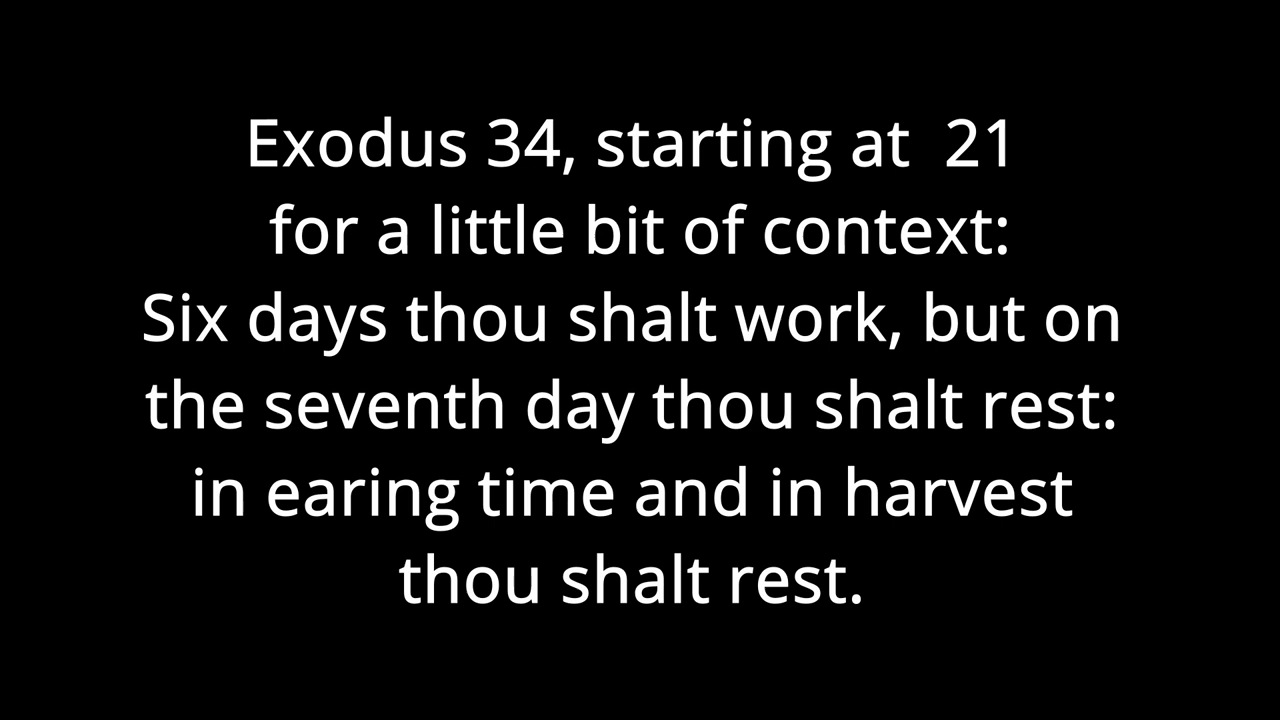 Exodus 34, starting at  21
for a little bit of context:
Six days thou shalt work, but on
the seventh day thou shalt rest:
in earing time and in harvest
thou shalt rest.